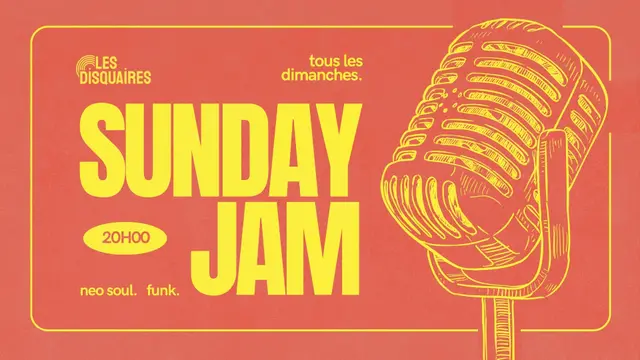 LES
DISQUAIRES
tous les
dimanches.
SUNDAY
JAM
20H00
neo soul. funk.